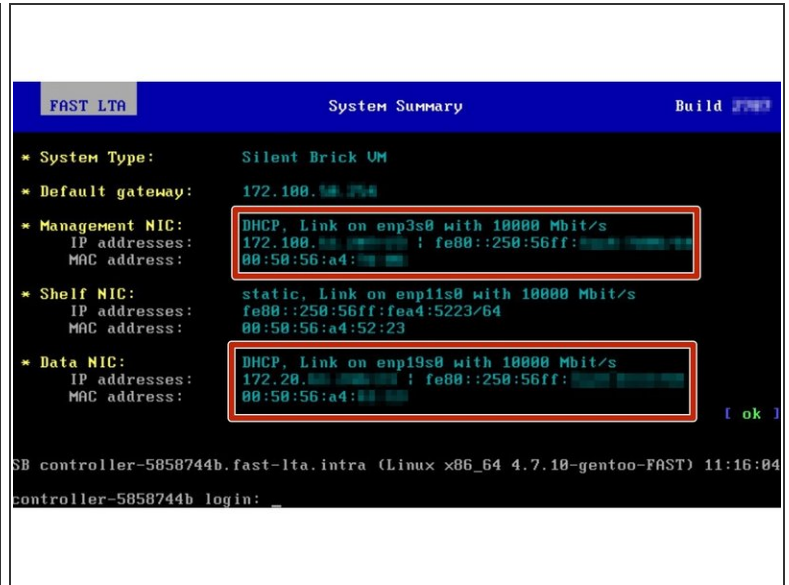 FAST LTA System Summary Build
* System Type: Silent Brick VM
* Default gateway: 172.100.
* Management NIC: DHCP, Link on enp3s0 with 10000 Mbit/s
IP addresses: 172.100. ¦ fe80::250:56ff:
MAC address: 00:50:56:a4:
* Shelf NIC: static, Link on enp11s0 with 10000 Mbit/s
IP addresses: fe80::250:56ff:fea4:5223/64
MAC address: 00:50:56:a4:52:23
* Data NIC: DHCP, Link on enp19s0 with 10000 Mbit/s
IP addresses: 172.20. ¦ fe80::250:56ff:
MAC address: 00:50:56:a4:
[ ok ]
SB controller-5858744b.fast-lta.intra (Linux x86_64 4.7.10-gentoo-FAST) 11:16:04
controller-5858744b login: _